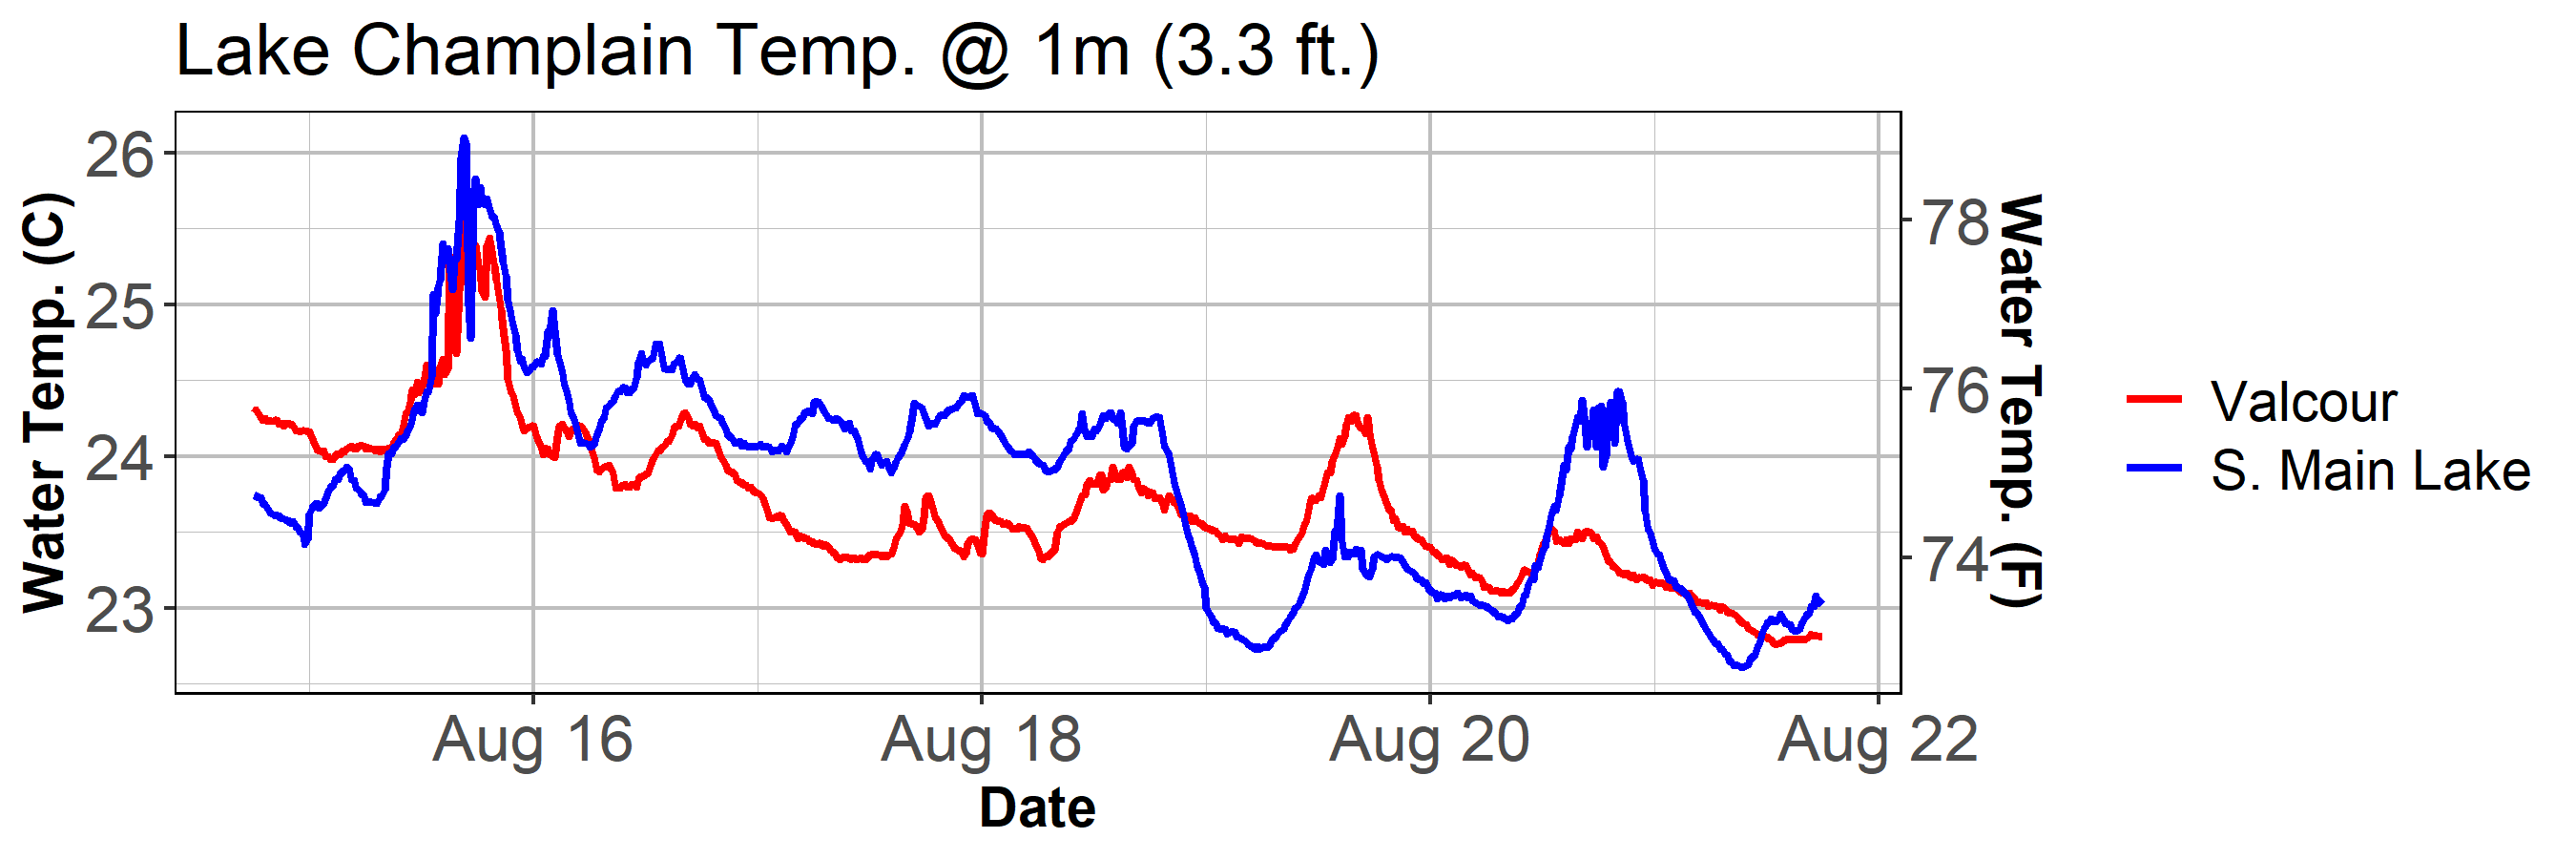 Lake Champlain Temp. @ 1m (3.3 ft.)
Water Temp. (C)
26
25
24
23
78
76
74
Water Temp. (F)
Aug 16
Aug 18
Aug 20
Aug 22
Date
Valcour
S. Main Lake